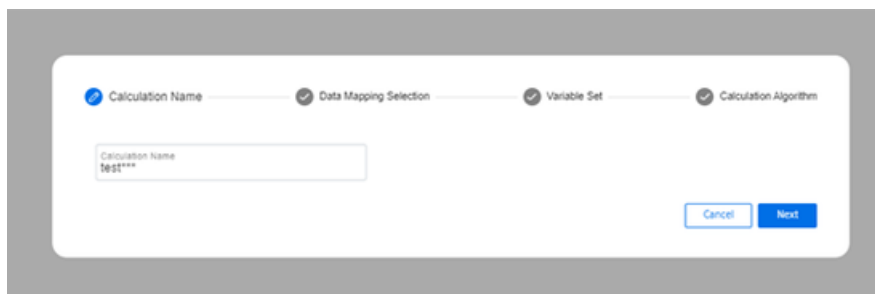 Calculation Name
Data Mapping Selection
Variable Set
Calculation Algorithm
Calculation Name
test***
Cancel
Next